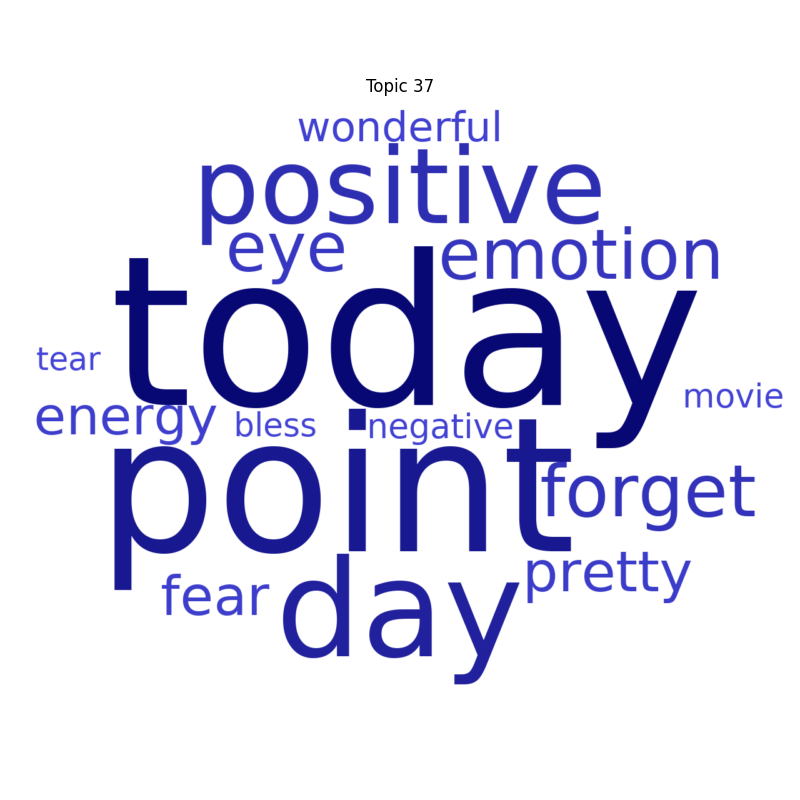 Topic 37
wonderful
positive
eye emotion
today
tear
movie
energy bless negative
point
forget
pretty
fear day